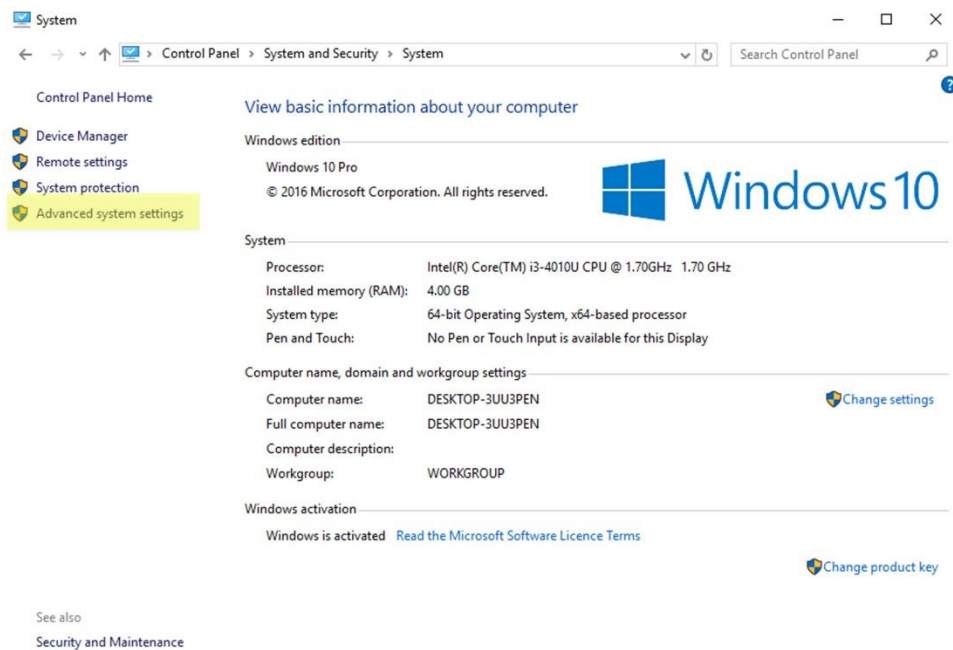 System
Control Panel > System and Security > System
Search Control Panel
Control Panel Home
Device Manager
Remote settings
System protection
Advanced system settings
View basic information about your computer
Windows edition
Windows 10 Pro
© 2016 Microsoft Corporation. All rights reserved.
Windows 10
System
Processor: Intel(R) Core(TM) i3-4010U CPU @ 1.70GHz 1.70 GHz
Installed memory (RAM): 4.00 GB
System type: 64-bit Operating System, x64-based processor
Pen and Touch: No Pen or Touch Input is available for this Display
Computer name, domain and workgroup settings
Computer name: DESKTOP-3UU3PEN
Change settings
Full computer name: DESKTOP-3UU3PEN
Computer description:
Workgroup: WORKGROUP
Windows activation
Windows is activated Read the Microsoft Software Licence Terms
Change product key
See also
Security and Maintenance